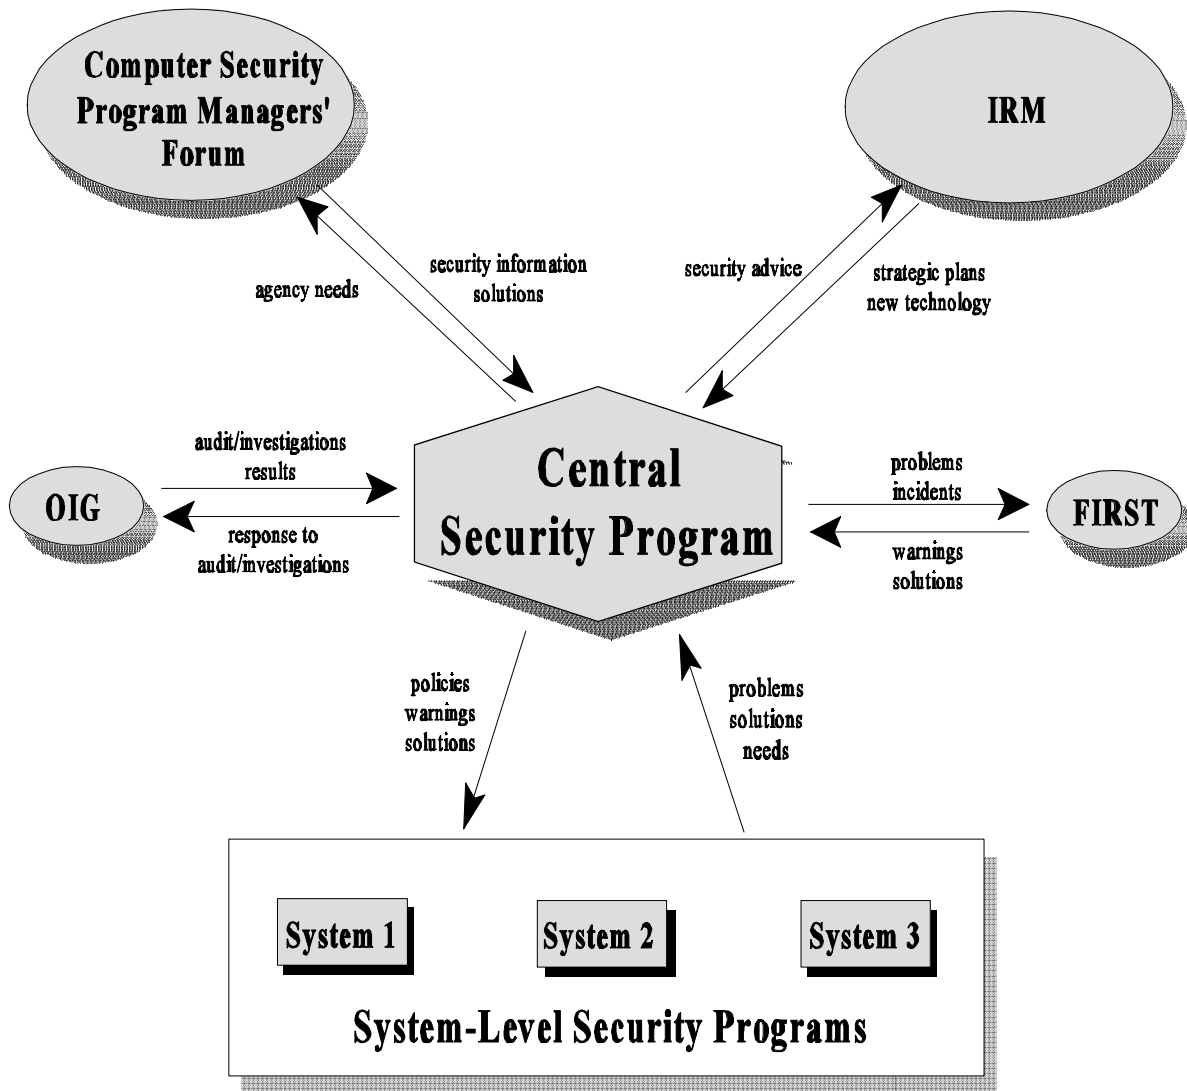 Computer Security
Program Managers'
Forum
IRM
security information
solutions
agency needs
security advice
strategic plans
new technology
audit/investigations
results
OIG
response to
audit/investigations
Central
Security Program
problems
incidents
FIRST
warnings
solutions
policies
warnings
solutions
problems
solutions
needs
System 1
System 2
System 3
System-Level Security Programs